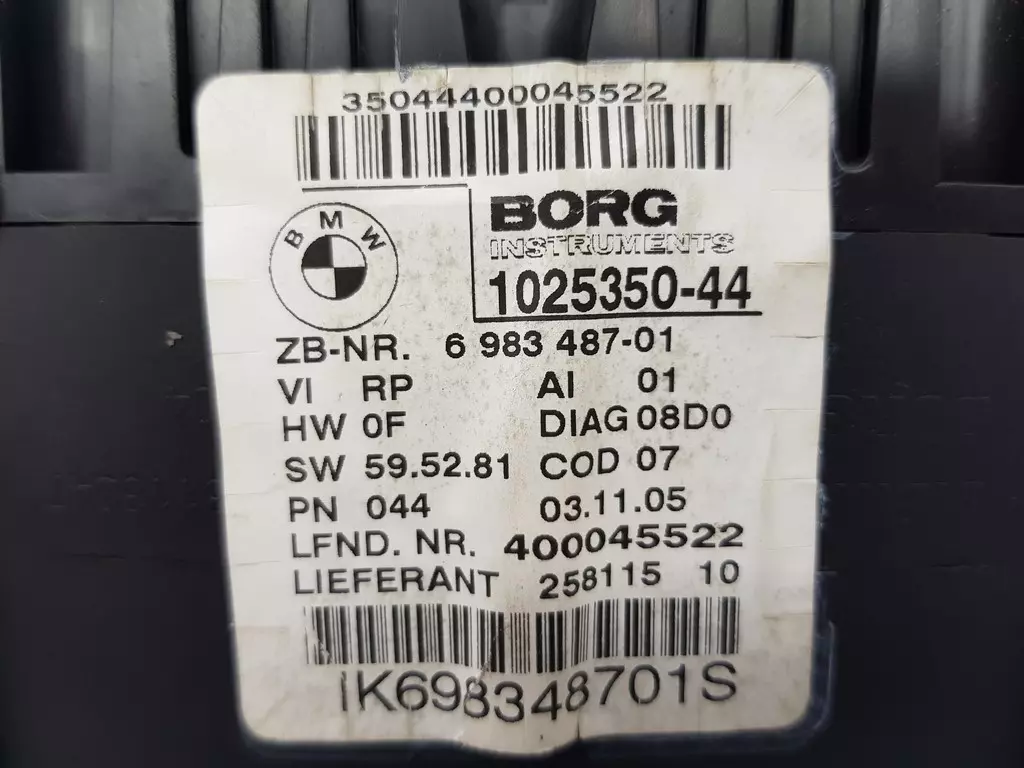 35044400045522
BMW
BORG
INSTRUMENTS
1025350-44
ZB-NR. 6 983 487-01
VI RP AI 01
HW 0F DIAG 08D0
SW 59.52.81 COD 07
PN 044 03.11.05
LFND. NR. 400045522
LIEFERANT 258115 10
IK698348701S